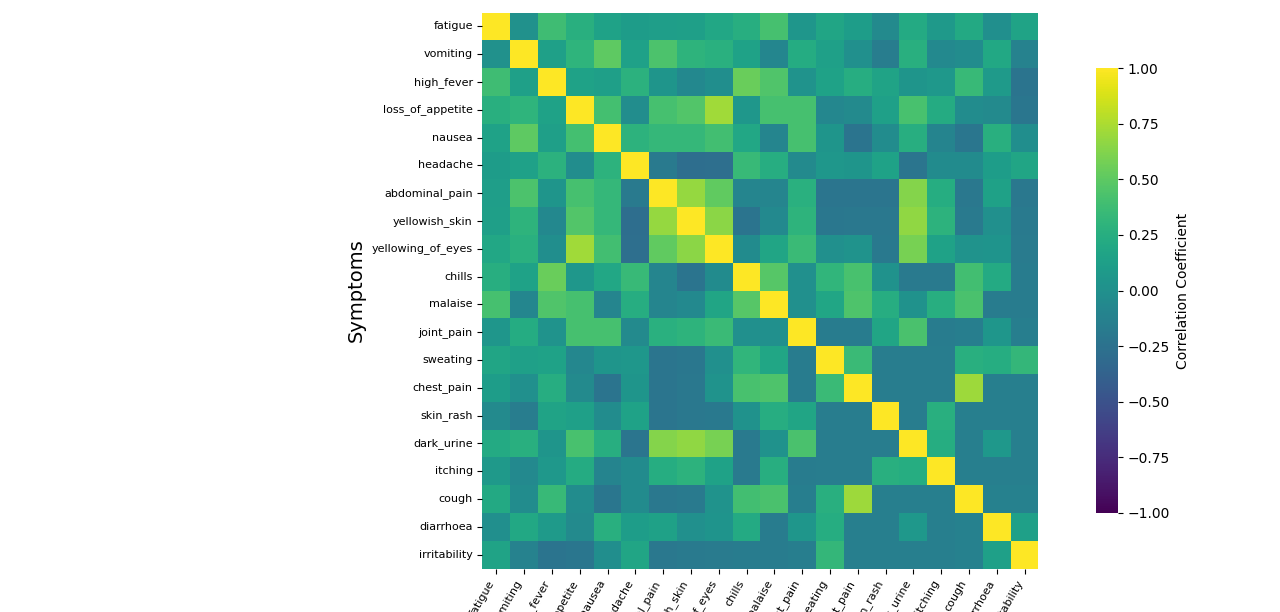 fatigue
vomiting
high_fever
loss_of_appetite
nausea
headache
abdominal_pain
yellowish_skin
yellowing_of_eyes
chills
malaise
joint_pain
sweating
chest_pain
skin_rash
dark_urine
itching
cough
diarrhoea
irritability
Symptoms
1.00
0.75
0.50
0.25
0.00
−0.25
−0.50
−0.75
−1.00
Correlation Coefficient
chills
cough